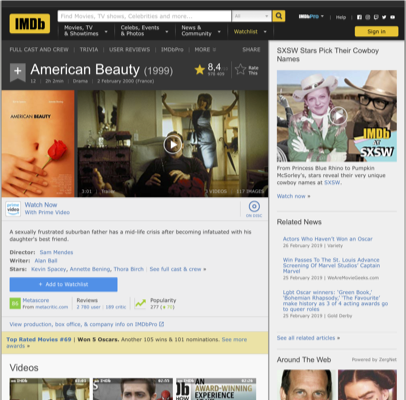 IMDb
Find Movies, TV shows, Celebrities and more...
All
IMDbPro
Help
Movies, TV
& Showtimes
Celebs, Events
& Photos
News &
Community
Watchlist
Sign in
FULL CAST AND CREW | TRIVIA | USER REVIEWS | IMDbPro | MORE
SHARE
American Beauty (1999)
8,4
Rate
This
12 | 2h 2min | Drama | 2 February 2000 (France)
AMERICAN BEAUTY
3:01 | Trailer
3 VIDEOS
117 IMAGES
prime video
Watch Now
With Prime Video
ON DISC
A sexually frustrated suburban father has a mid-life crisis after becoming infatuated with his
daughter's best friend.
Director: Sam Mendes
Writer: Alan Ball
Stars: Kevin Spacey, Annette Bening, Thora Birch | See full cast & crew »
+ Add to Watchlist
Metascore
From metacritic.com
Reviews
Popularity
View production, box office, & company info on IMDbPro
Top Rated Movies #69 | Won 5 Oscars. Another 105 wins & 101 nominations. See more
awards »
Videos
SXSW Stars Pick Their Cowboy
Names
IMDb
AT
SXSW
From Princess Blue Rhino to Pumpkin
McSorley's, stars reveal their very unique
cowboy names at SXSW.
Watch now »
Related News
Actors Who Haven't Won an Oscar
26 February 2019 | Variety
Win Passes To The St. Louis Advance
Screening Of Marvel Studios' Captain
Marvel
25 February 2019 | WeAreMovieGeeks.com
Lgbt Oscar winners: 'Green Book,'
'Bohemian Rhapsody,' 'The Favourite'
make history as 3 of 4 acting awards go
to queer roles
25 February 2019 | Gold Derby
See all related articles »
Around The Web
Powered by ZergNet
AN
AWARD-WINNING
EXPERIENCE